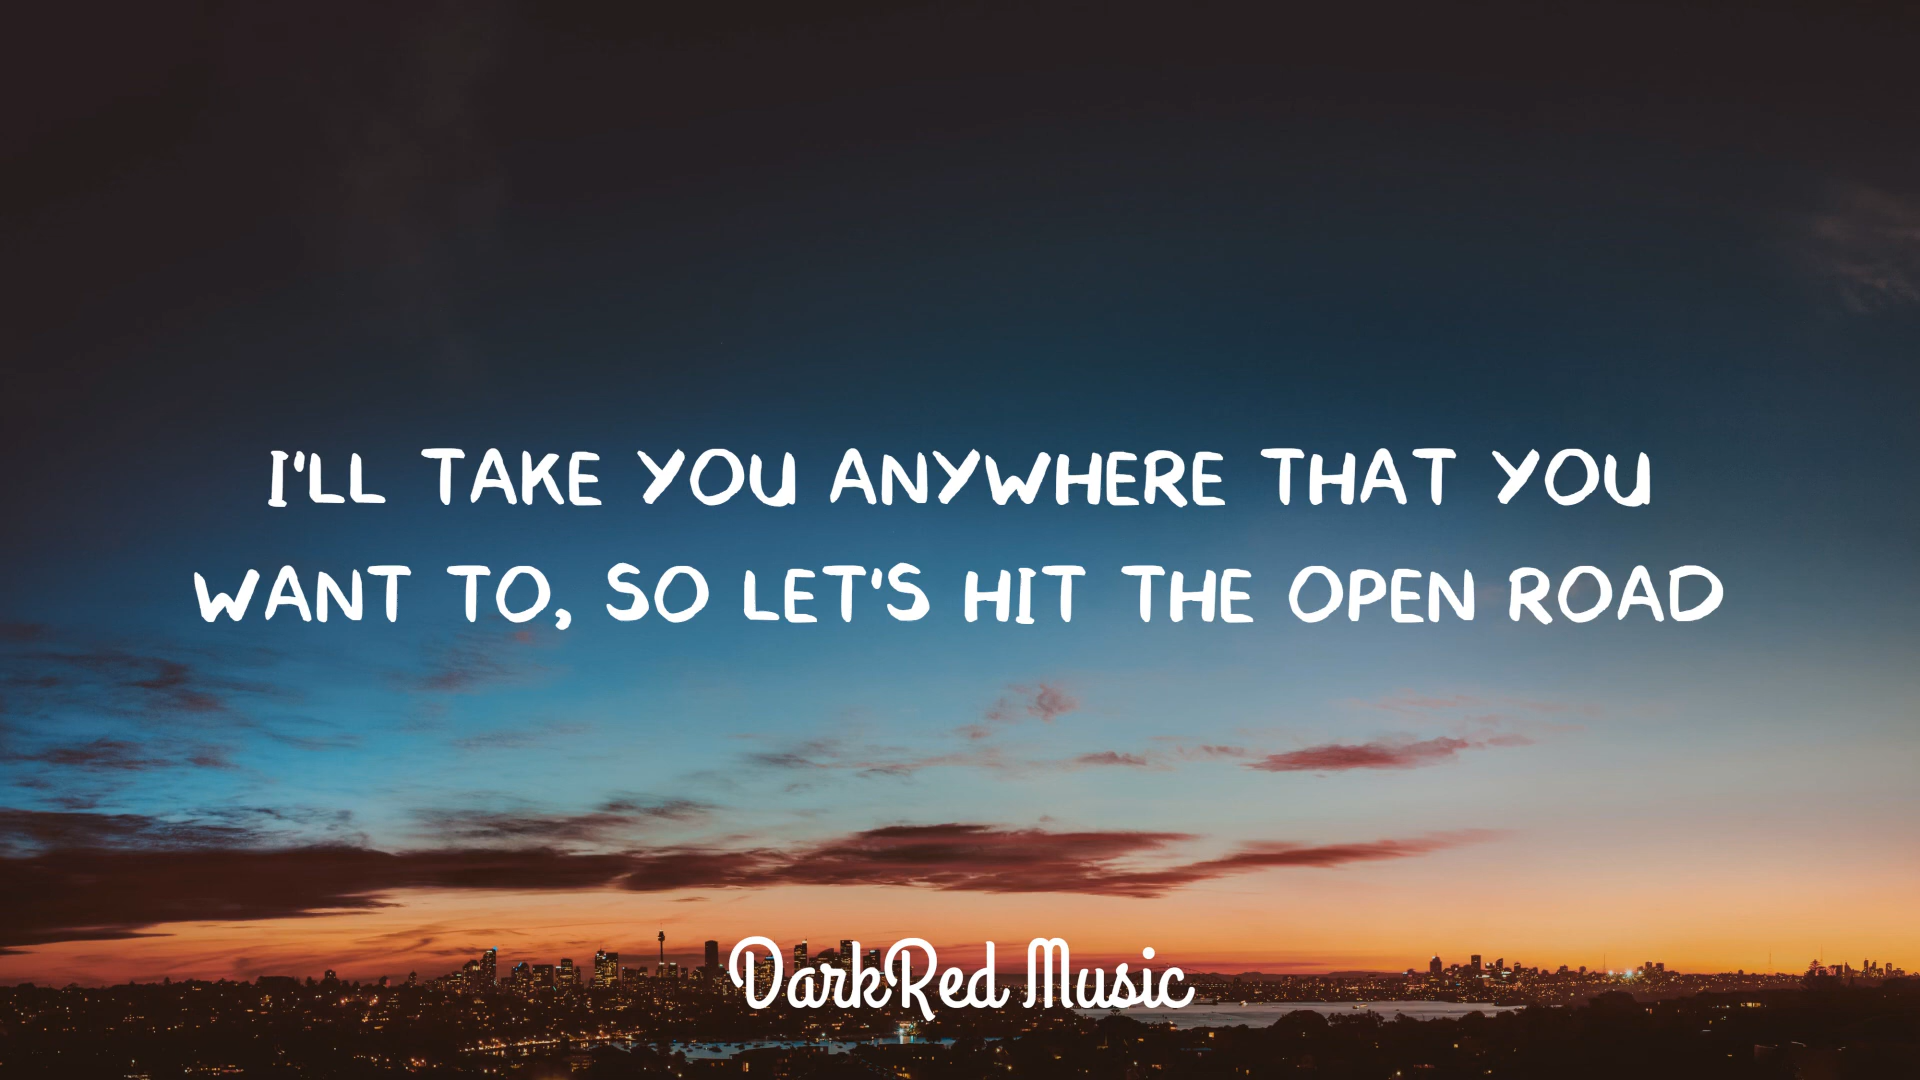 I'LL TAKE YOU ANYWHERE THAT YOU
WANT TO, SO LET'S HIT THE OPEN ROAD
DarkRed Music